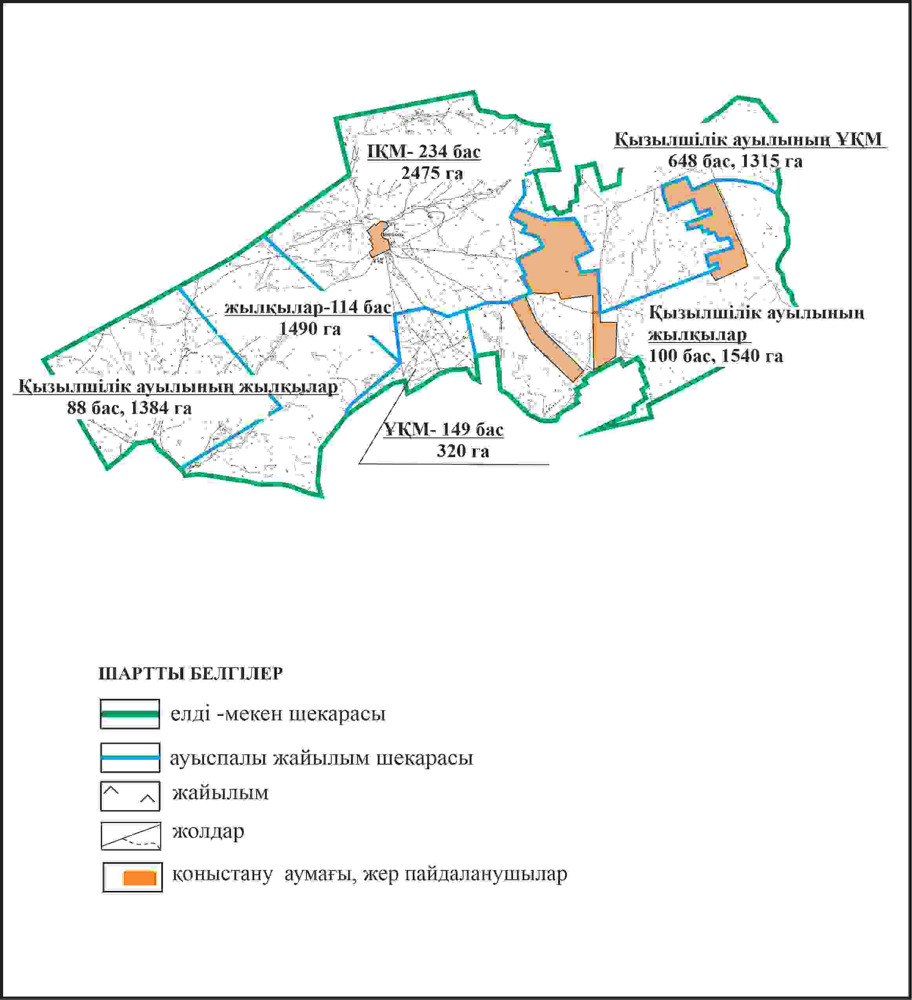 ІҚМ- 234 бас
2475 га
Қызылшілік ауылының ҰҚМ
648 бас, 1315 га
жылқылар-114 бас
1490 га
Қызылшілік ауылының
жылқылар
100 бас, 1540 га
Қызылшілік ауылының жылқылар
88 бас, 1384 га
ҰҚМ- 149 бас
320 га
ШАРТТЫ БЕЛГІЛЕР
елді -мекен шекарасы
ауыспалы жайылым шекарасы
жайылым
жолдар
қоныстану аумағы, жер пайдаланушылар